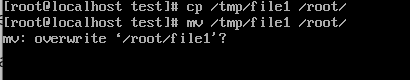 [root@localhost test]# cp /tmp/file1 /root/
[root@localhost test]# mv /tmp/file1 /root/
mv: overwrite ‘/root/file1’?